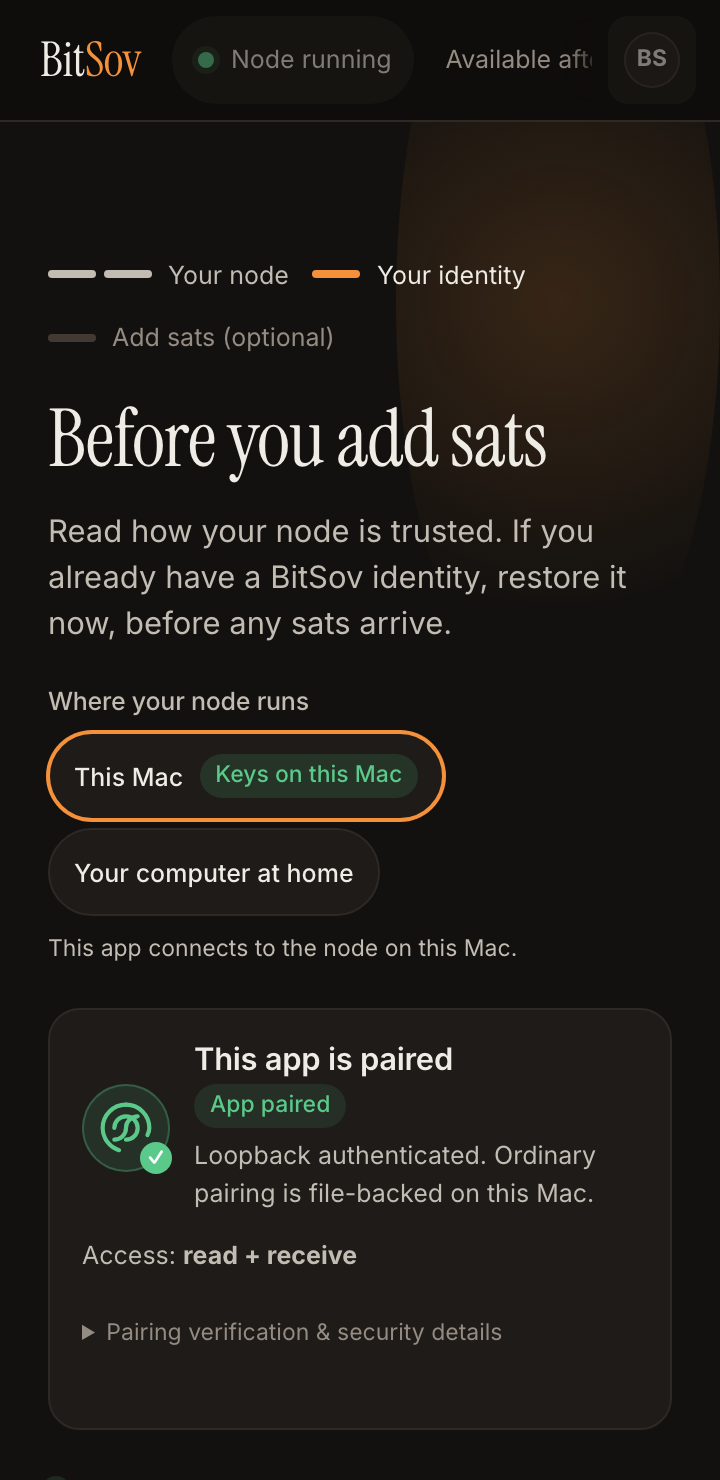 BitSov
Node running
Available
BS
Your node
Your identity
Add sats (optional)
Before you add sats
Read how your node is trusted. If you
already have a BitSov identity, restore it
now, before any sats arrive.
Where your node runs
This Mac
Keys on this Mac
Your computer at home
This app connects to the node on this Mac.
This app is paired
App paired
Loopback authenticated. Ordinary
pairing is file-backed on this Mac.
Access: read + receive
Pairing verification & security details